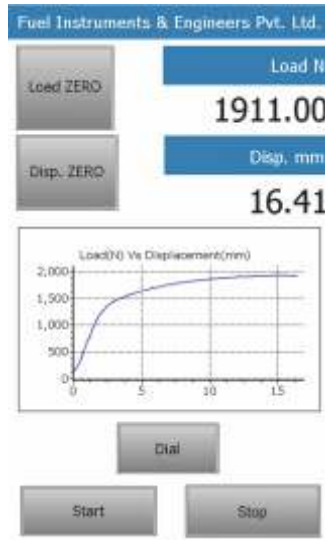 Fuel Instruments & Engineers Pvt. Ltd.
Load ZERO
Load N
1911.00
Disp. ZERO
Disp. mm
16.41
Load(N) Vs Displacement(mm)
2,000
1,500
1,000
500
0
0 5 10 15
Dial
Start Stop